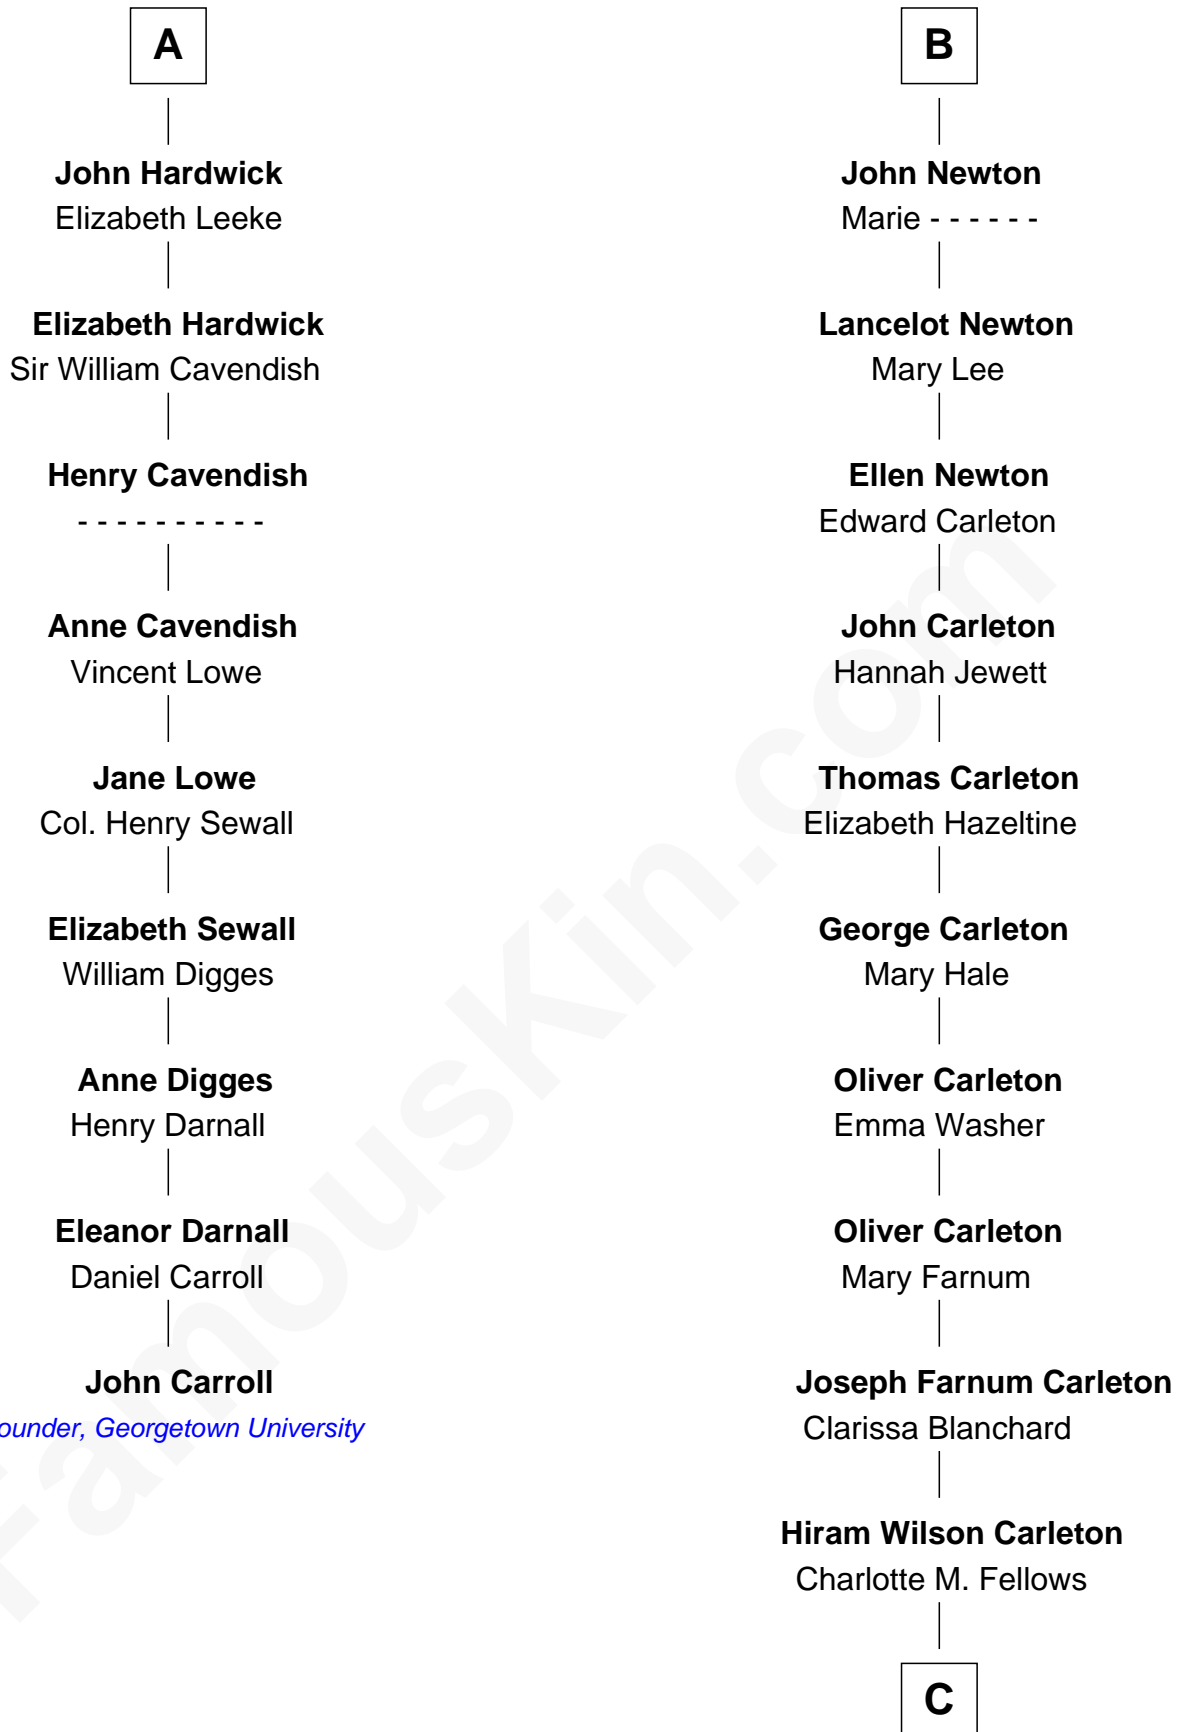 A
John Hardwick
Elizabeth Leeke
Elizabeth Hardwick
Sir William Cavendish
Henry Cavendish
- - - - - - - - - -
Anne Cavendish
Vincent Lowe
Jane Lowe
Col. Henry Sewall
Elizabeth Sewall
William Digges
Anne Digges
Henry Darnall
Eleanor Darnall
Daniel Carroll
John Carroll
ounder, Georgetown University
B
John Newton
Marie - - - - - -
Lancelot Newton
Mary Lee
Ellen Newton
Edward Carleton
John Carleton
Hannah Jewett
Thomas Carleton
Elizabeth Hazeltine
George Carleton
Mary Hale
Oliver Carleton
Emma Washer
Oliver Carleton
Mary Farnum
Joseph Farnum Carleton
Clarissa Blanchard
Hiram Wilson Carleton
Charlotte M. Fellows
C
FamousKin.com